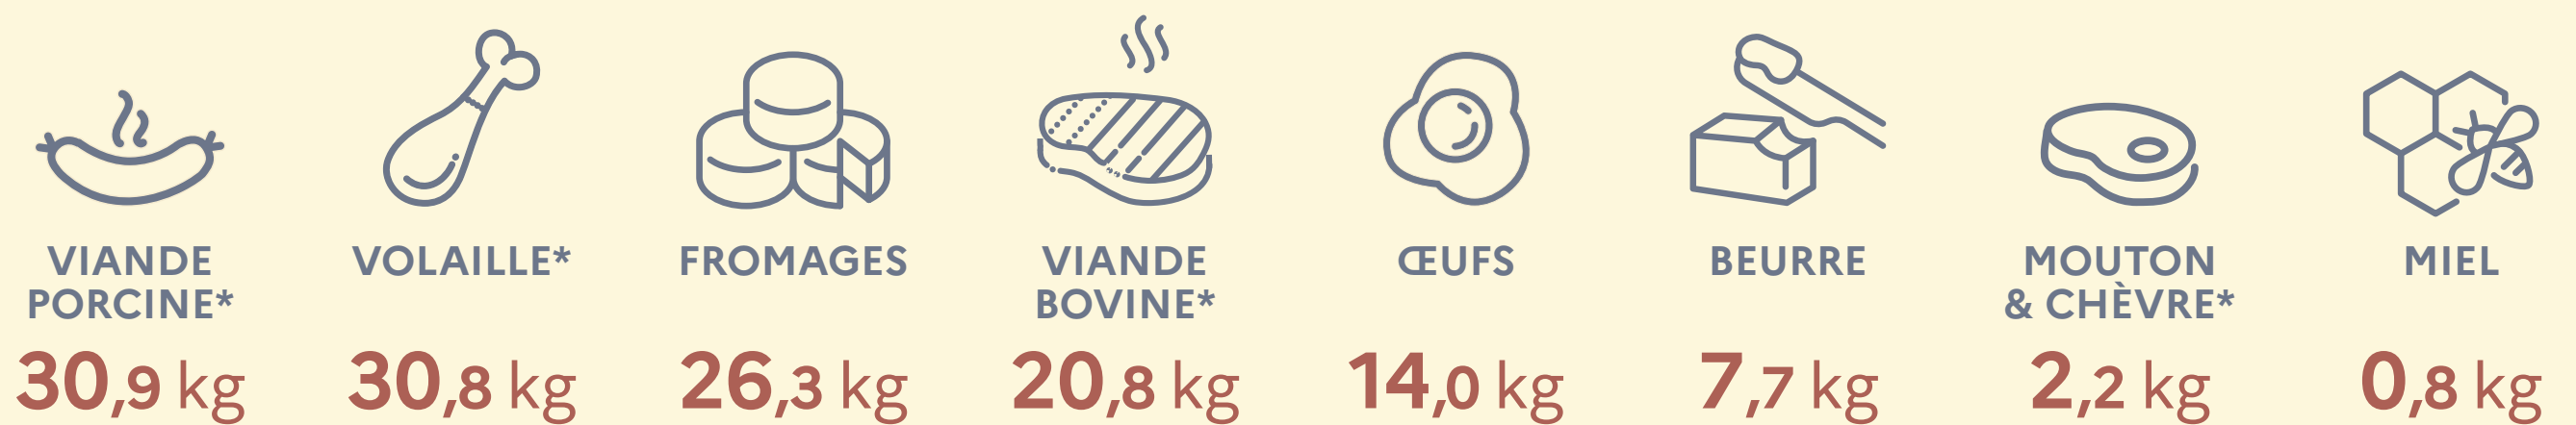 VIANDE
PORCINE*
30,9 kg
VOLAILLE*
30,8 kg
FROMAGES
26,3 kg
VIANDE
BOVINE*
20,8 kg
ŒUFS
14,0 kg
BEURRE
7,7 kg
MOUTON
& CHÈVRE*
2,2 kg
MIEL
0,8 kg